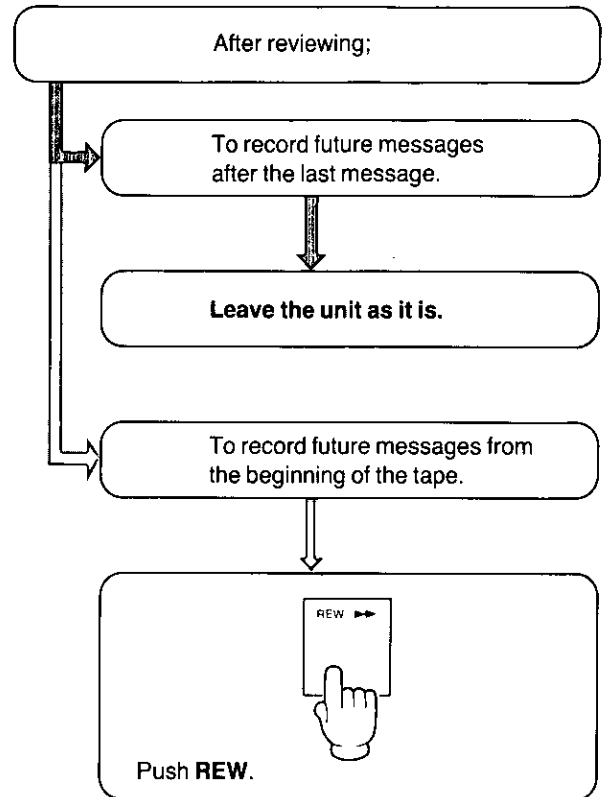 After reviewing;
To record future messages
after the last message.
Leave the unit as it is.
To record future messages from
the beginning of the tape.
REW ▶▶
Push REW.